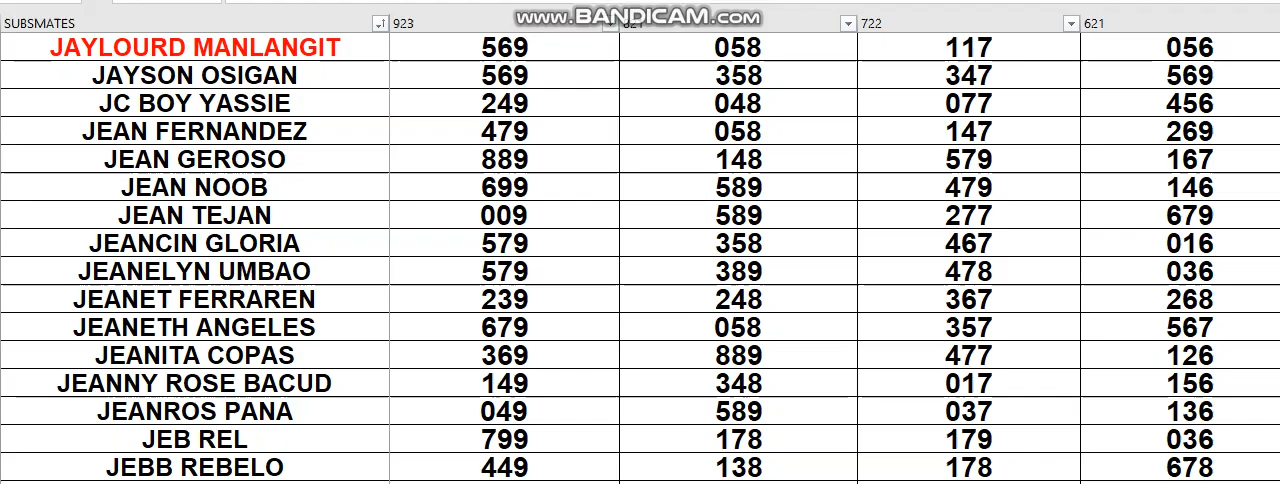 www.BANDICAM.com
SUBSMATES 923 821 722 621
JAYLOURD MANLANGIT 569 058 117 056
JAYSON OSIGAN 569 358 347 569
JC BOY YASSIE 249 048 077 456
JEAN FERNANDEZ 479 058 147 269
JEAN GEROSO 889 148 579 167
JEAN NOOB 699 589 479 146
JEAN TEJAN 009 589 277 679
JEANCIN GLORIA 579 358 467 016
JEANELYN UMBAO 579 389 478 036
JEANET FERRAREN 239 248 367 268
JEANETH ANGELES 679 058 357 567
JEANITA COPAS 369 889 477 126
JEANNY ROSE BACUD 149 348 017 156
JEANROS PANA 049 589 037 136
JEB REL 799 178 179 036
JEBB REBELO 449 138 178 678